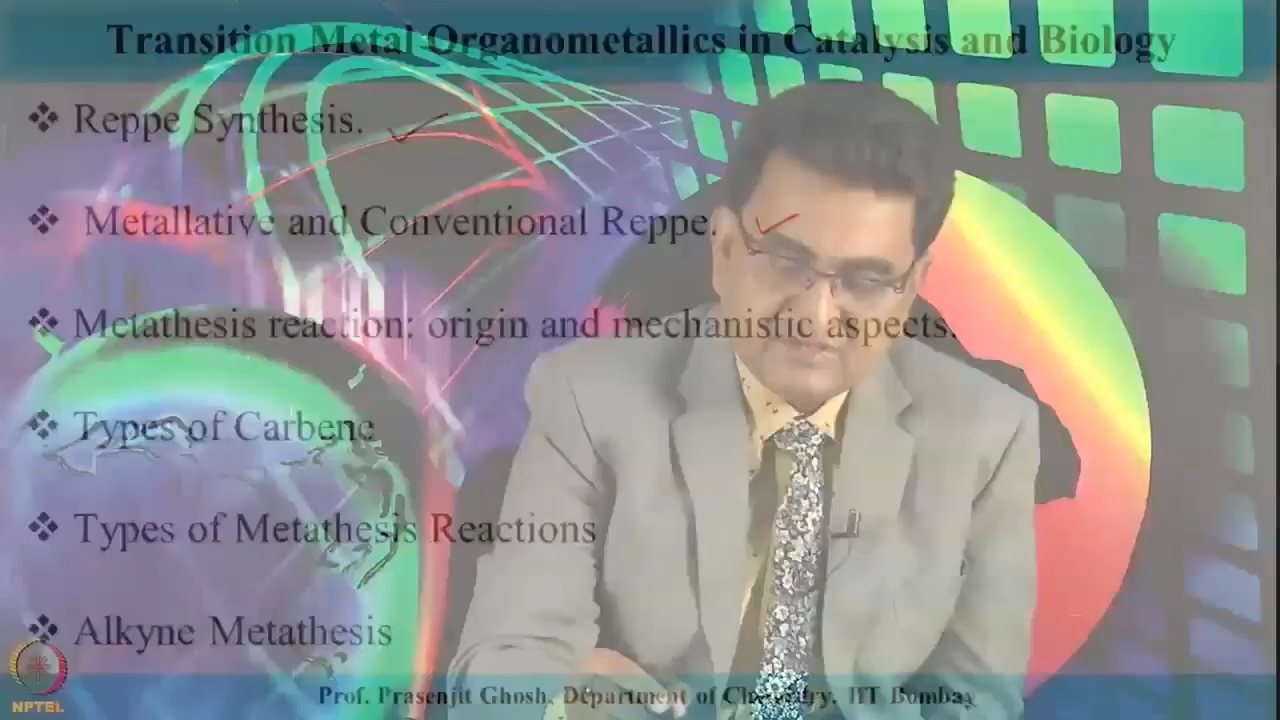 Transition Metal Organometallics in Catalysis and Biology
❖ Reppe Synthesis.
❖ Metallative and Conventional Reppe.
❖ Metathesis reaction: origin and mechanistic aspects.
❖ Types of Carbene
❖ Types of Metathesis Reactions
❖ Alkyne Metathesis
Prof. Prasenjit Ghosh, Department of Chemistry, IIT Bombay
NPTEL